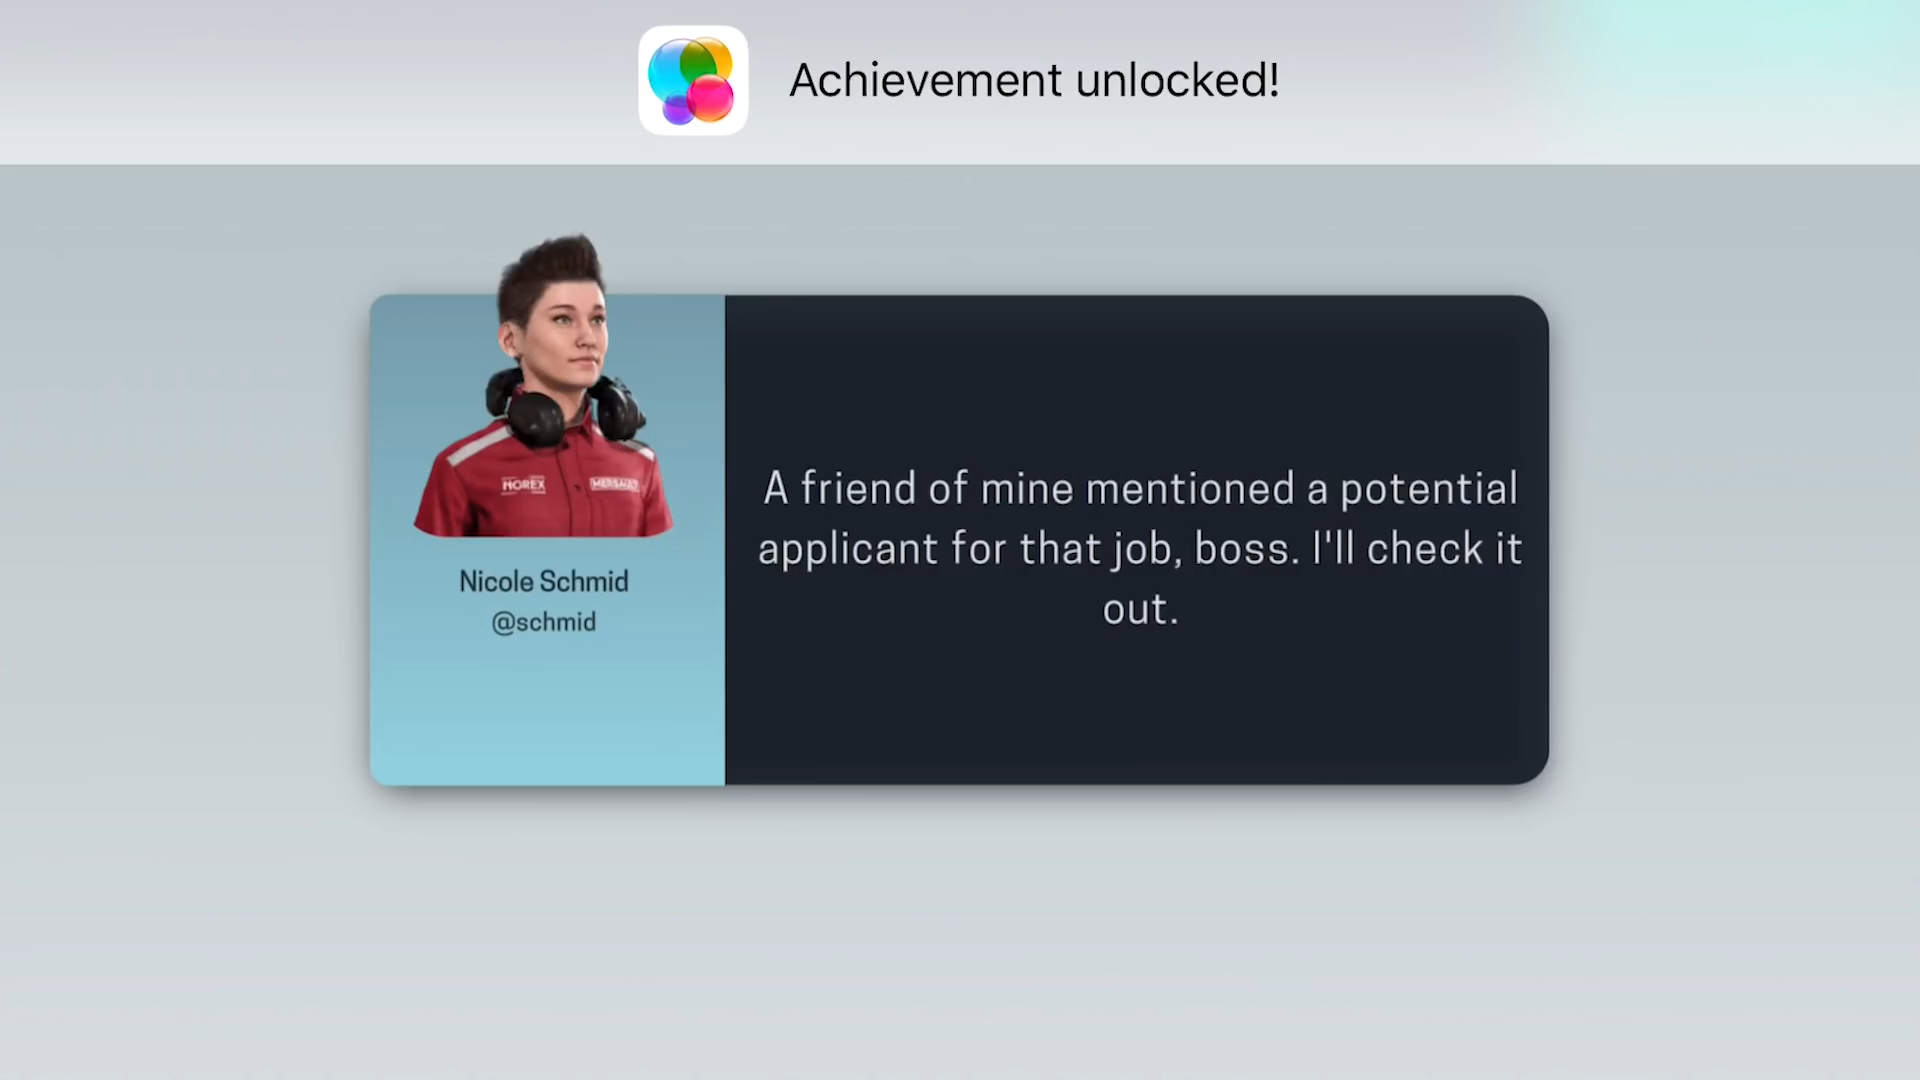 Achievement unlocked!
NOREX
Nicole Schmid
@schmid
A friend of mine mentioned a potential
applicant for that job, boss. I'll check it
out.